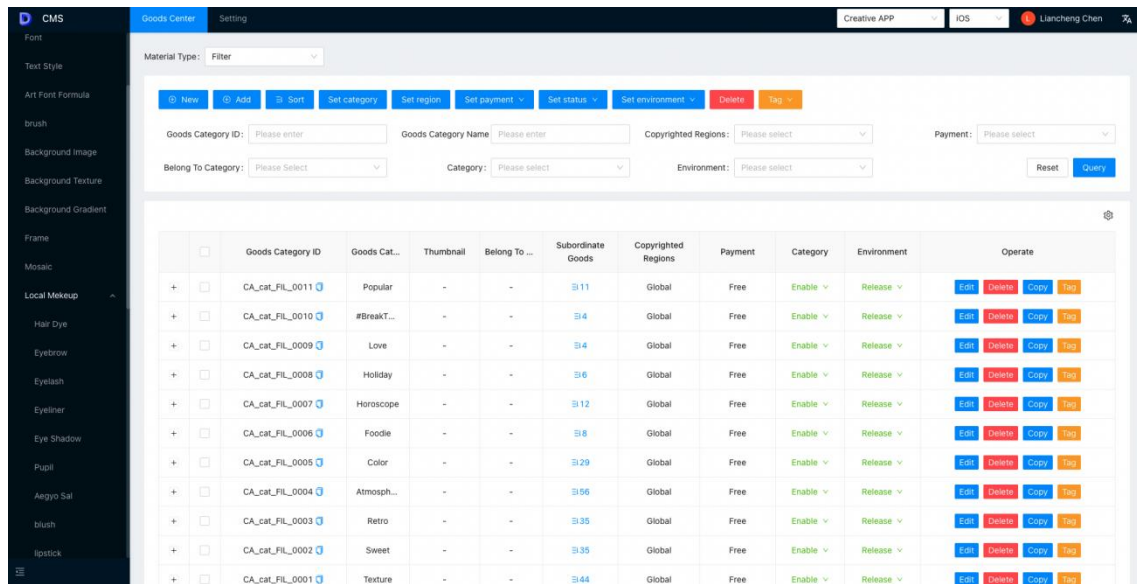 CMS Goods Center Setting Creative APP iOS L Liancheng Chen
Font
Text Style
Art Font Formula
brush
Background Image
Background Texture
Background Gradient
Frame
Mosaic
Local Mekeup
Hair Dye
Eyebrow
Eyelash
Eyeliner
Eye Shadow
Pupil
Aegyo Sal
blush
lipstick
Material Type: Filter
New Add Sort Set category Set region Set payment Set status Set environment Delete Tag
Goods Category ID: Please enter Goods Category Name Please enter Copyrighted Regions: Please select Payment: Please select
Belong To Category: Please Select Category: Please select Environment: Please select Reset Query
Goods Category ID Goods Cat... Thumbnail Belong To ... Subordinate Goods Copyrighted Regions Payment Category Environment Operate
+ CA_cat_FIL_0011 Popular - - 11 Global Free Enable Release Edit Delete Copy Tag
+ CA_cat_FIL_0010 #BreakT... - - 4 Global Free Enable Release Edit Delete Copy Tag
+ CA_cat_FIL_0009 Love - - 4 Global Free Enable Release Edit Delete Copy Tag
+ CA_cat_FIL_0008 Holiday - - 6 Global Free Enable Release Edit Delete Copy Tag
+ CA_cat_FIL_0007 Horoscope - - 12 Global Free Enable Release Edit Delete Copy Tag
+ CA_cat_FIL_0006 Foodie - - 8 Global Free Enable Release Edit Delete Copy Tag
+ CA_cat_FIL_0005 Color - - 29 Global Free Enable Release Edit Delete Copy Tag
+ CA_cat_FIL_0004 Atmosph... - - 56 Global Free Enable Release Edit Delete Copy Tag
+ CA_cat_FIL_0003 Retro - - 35 Global Free Enable Release Edit Delete Copy Tag
+ CA_cat_FIL_0002 Sweet - - 35 Global Free Enable Release Edit Delete Copy Tag
+ CA_cat_FIL_0001 Texture - - 44 Global Free Enable Release Edit Delete Copy Tag